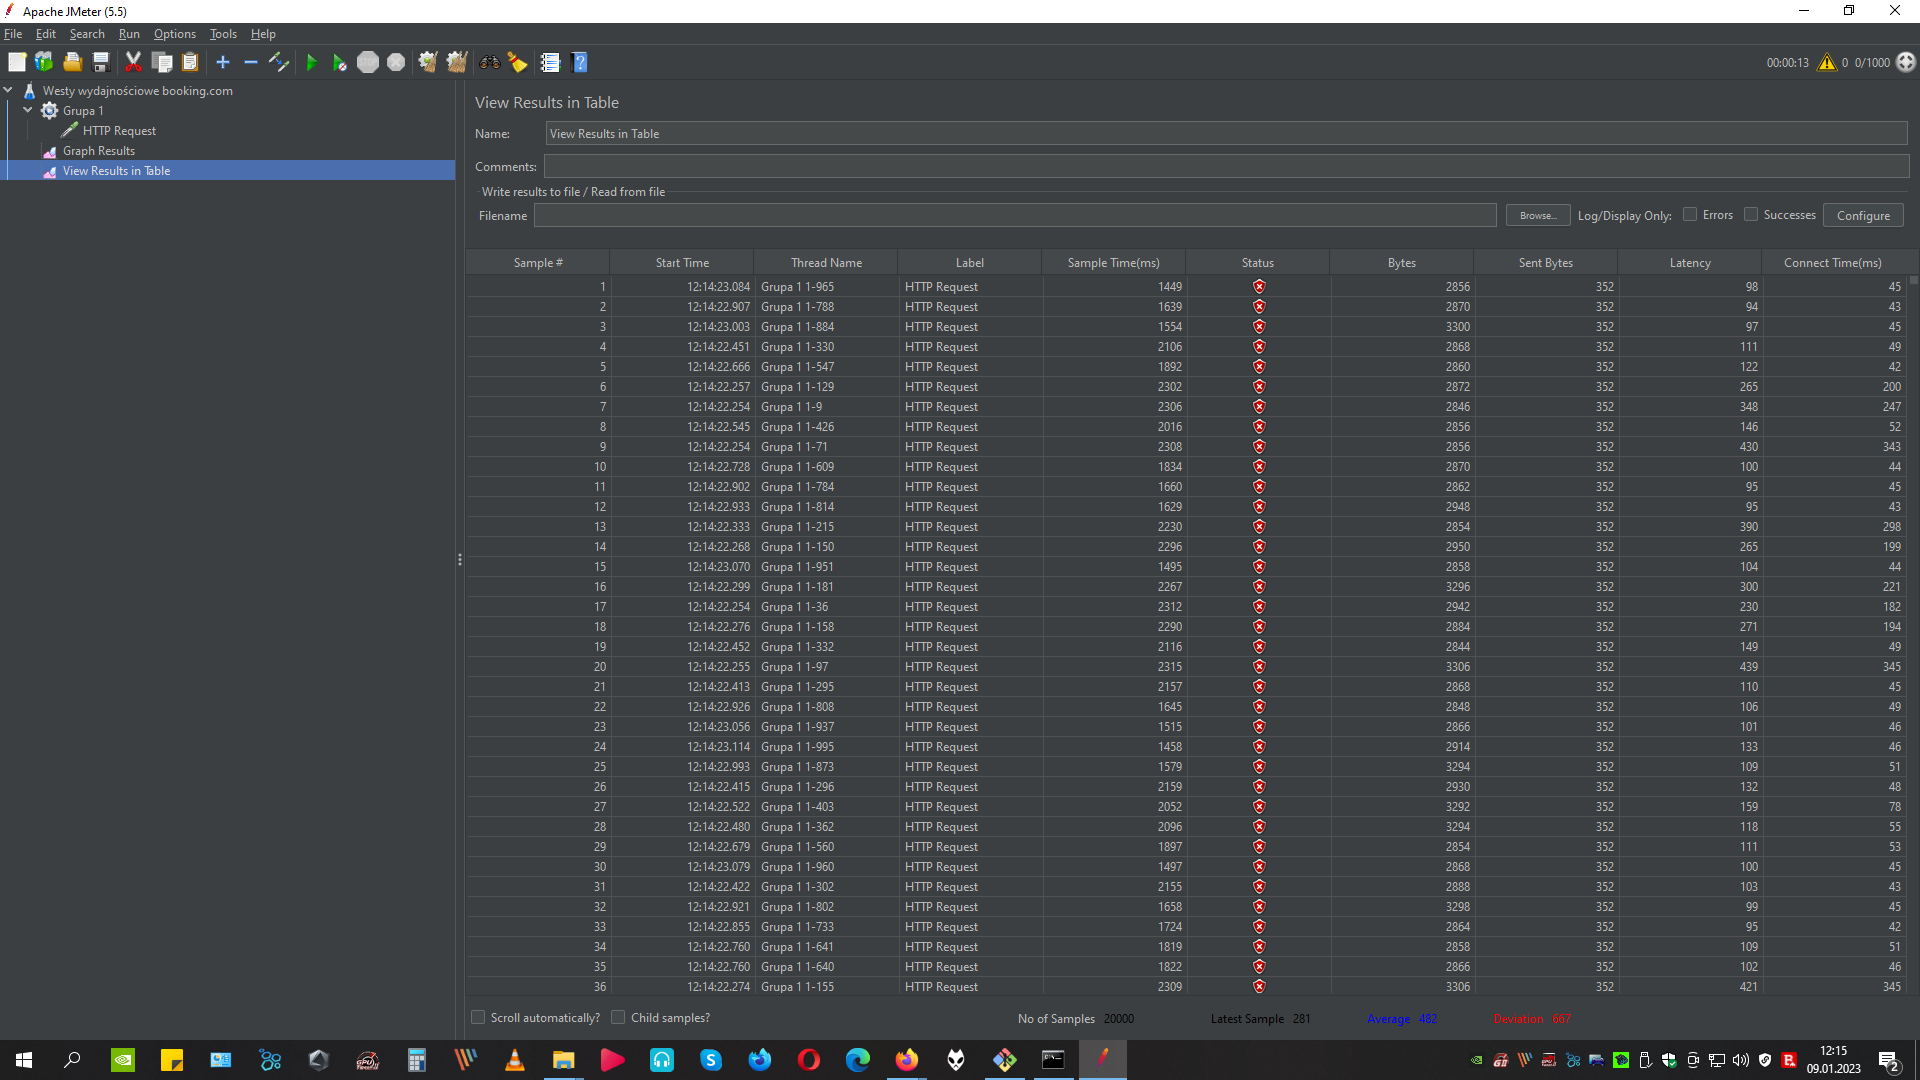 Apache JMeter (5.5)
File Edit Search Run Options Tools Help
00:00:13 0 0/1000
Westy wydajnościowe booking.com
Grupa 1
HTTP Request
Graph Results
View Results in Table
View Results in Table
Name: View Results in Table
Comments:
Write results to file / Read from file
Filename Browse... Log/Display Only: Errors Successes Configure
Sample # Start Time Thread Name Label Sample Time(ms) Status Bytes Sent Bytes Latency Connect Time(ms)
1 12:14:23.084 Grupa 1 1-965 HTTP Request 1449 2856 352 98 45
2 12:14:22.907 Grupa 1 1-788 HTTP Request 1639 2870 352 94 43
3 12:14:23.003 Grupa 1 1-884 HTTP Request 1554 3300 352 97 45
4 12:14:22.451 Grupa 1 1-330 HTTP Request 2106 2868 352 111 49
5 12:14:22.666 Grupa 1 1-547 HTTP Request 1892 2860 352 122 42
6 12:14:22.257 Grupa 1 1-129 HTTP Request 2302 2872 352 265 200
7 12:14:22.254 Grupa 1 1-9 HTTP Request 2306 2846 352 348 247
8 12:14:22.545 Grupa 1 1-426 HTTP Request 2016 2856 352 146 52
9 12:14:22.254 Grupa 1 1-71 HTTP Request 2308 2856 352 430 343
10 12:14:22.728 Grupa 1 1-609 HTTP Request 1834 2870 352 100 44
11 12:14:22.902 Grupa 1 1-784 HTTP Request 1660 2862 352 95 45
12 12:14:22.933 Grupa 1 1-814 HTTP Request 1629 2948 352 95 43
13 12:14:22.333 Grupa 1 1-215 HTTP Request 2230 2854 352 390 298
14 12:14:22.268 Grupa 1 1-150 HTTP Request 2296 2950 352 265 199
15 12:14:23.070 Grupa 1 1-951 HTTP Request 1495 2858 352 104 44
16 12:14:22.299 Grupa 1 1-181 HTTP Request 2267 3296 352 300 221
17 12:14:22.254 Grupa 1 1-36 HTTP Request 2312 2942 352 230 182
18 12:14:22.276 Grupa 1 1-158 HTTP Request 2290 2884 352 271 194
19 12:14:22.452 Grupa 1 1-332 HTTP Request 2116 2844 352 149 49
20 12:14:22.255 Grupa 1 1-97 HTTP Request 2315 3306 352 439 345
21 12:14:22.413 Grupa 1 1-295 HTTP Request 2157 2868 352 110 45
22 12:14:22.926 Grupa 1 1-808 HTTP Request 1645 2848 352 106 49
23 12:14:23.056 Grupa 1 1-937 HTTP Request 1515 2866 352 101 46
24 12:14:23.114 Grupa 1 1-995 HTTP Request 1458 2914 352 133 46
25 12:14:22.993 Grupa 1 1-873 HTTP Request 1579 3294 352 109 51
26 12:14:22.415 Grupa 1 1-296 HTTP Request 2159 2930 352 132 48
27 12:14:22.522 Grupa 1 1-403 HTTP Request 2052 3292 352 159 78
28 12:14:22.480 Grupa 1 1-362 HTTP Request 2096 3294 352 118 55
29 12:14:22.679 Grupa 1 1-560 HTTP Request 1897 2854 352 111 53
30 12:14:23.079 Grupa 1 1-960 HTTP Request 1497 2868 352 100 45
31 12:14:22.422 Grupa 1 1-302 HTTP Request 2155 2888 352 103 43
32 12:14:22.921 Grupa 1 1-802 HTTP Request 1658 3298 352 99 45
33 12:14:22.855 Grupa 1 1-733 HTTP Request 1724 2864 352 95 42
34 12:14:22.760 Grupa 1 1-641 HTTP Request 1819 2858 352 109 51
35 12:14:22.760 Grupa 1 1-640 HTTP Request 1822 2866 352 102 46
36 12:14:22.274 Grupa 1 1-155 HTTP Request 2309 3306 352 421 345
Scroll automatically? Child samples? No of Samples 20000 Latest Sample 281 Average 482 Deviation 667
12:15
09.01.2023
2